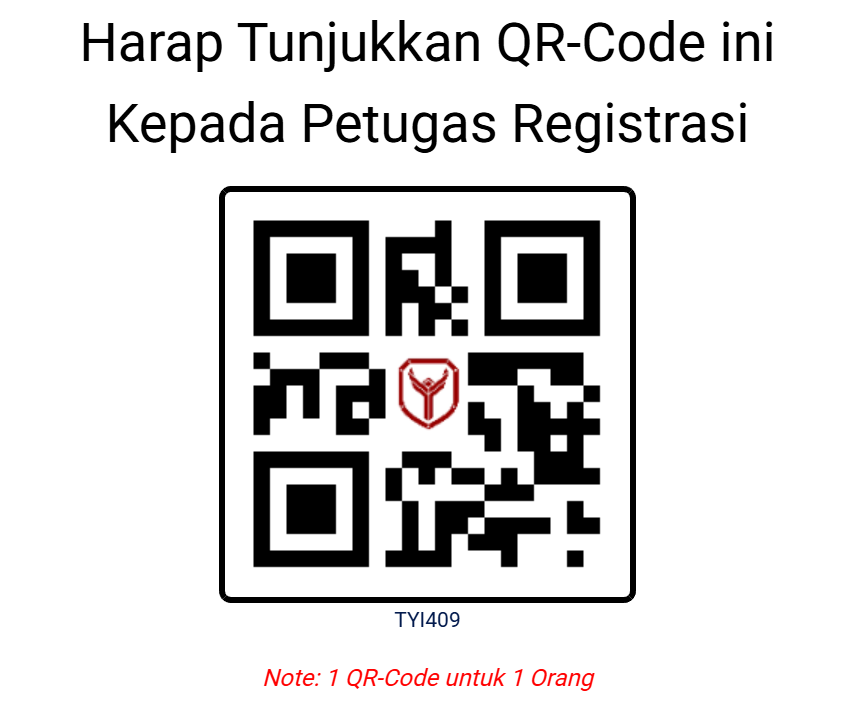 Harap Tunjukkan QR-Code ini
Kepada Petugas Registrasi
TYI409
Note: 1 QR-Code untuk 1 Orang